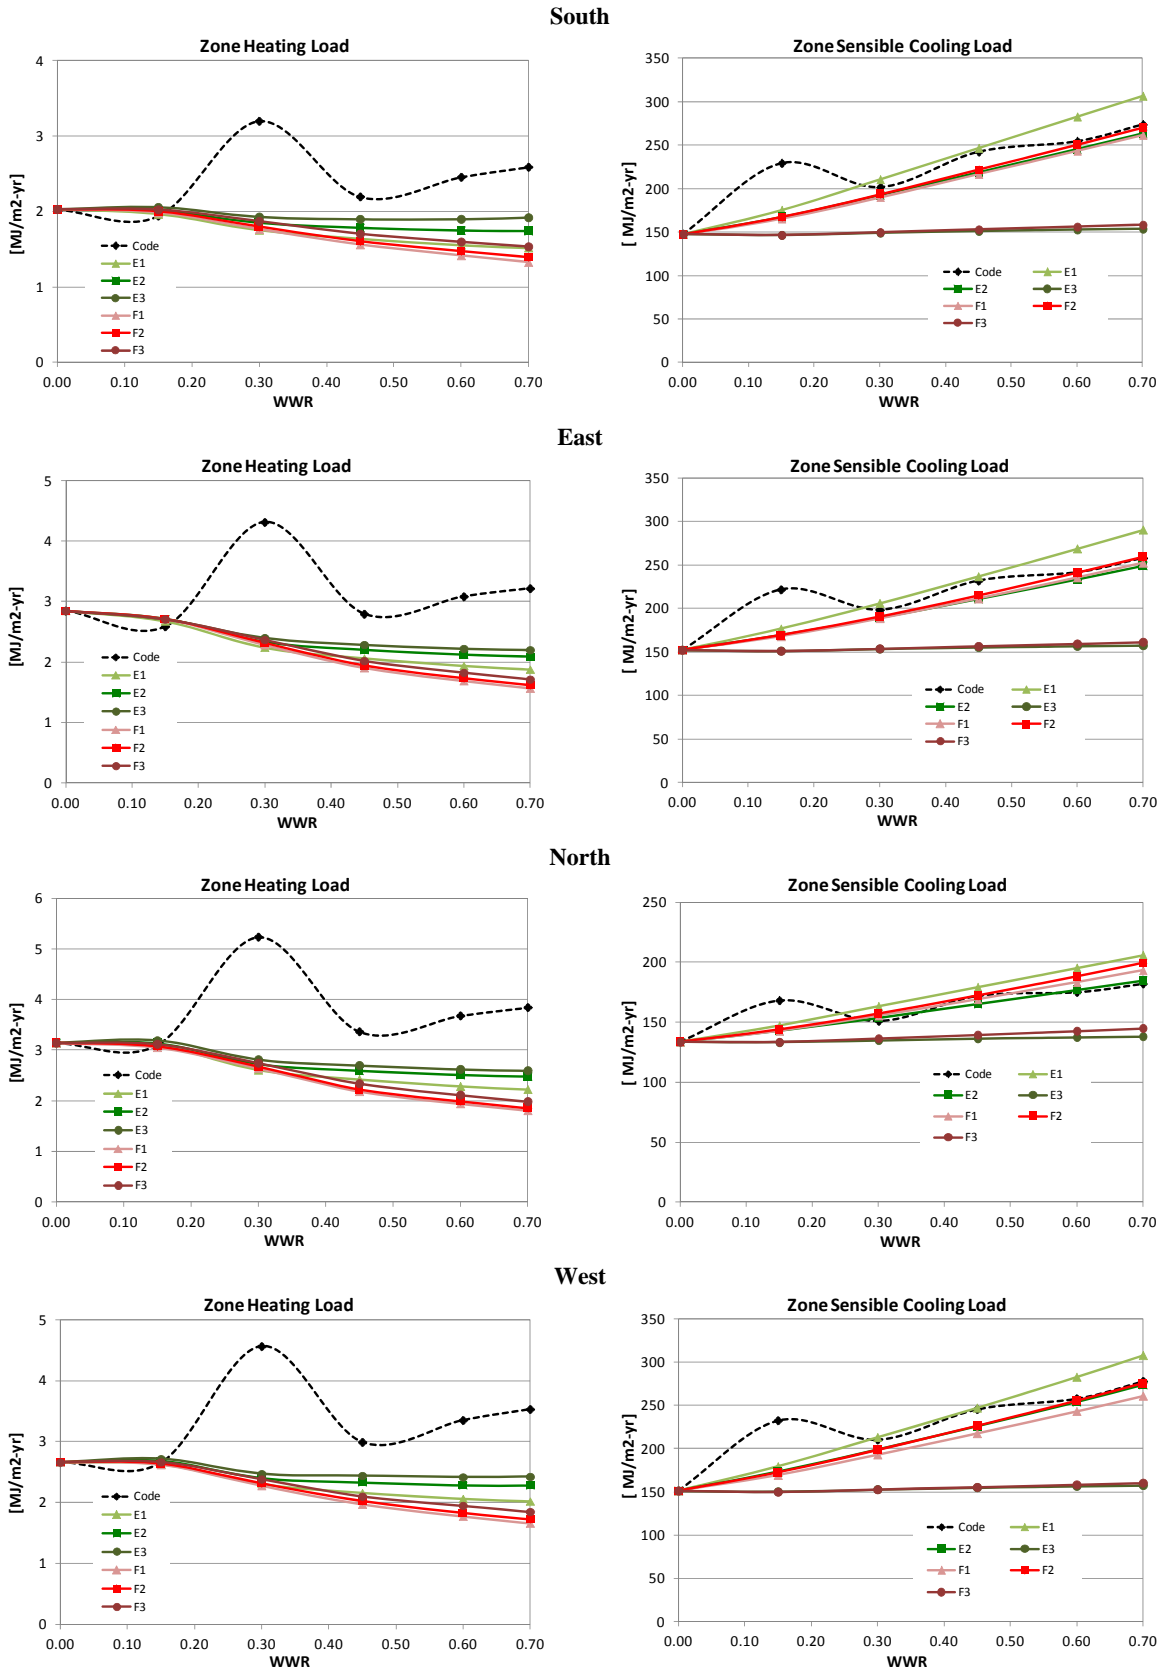 South
Zone Heating Load
[MJ/m2-yr]
4
3
2
1
0
Code
E1
E2
E3
F1
F2
F3
0.00 0.10 0.20 0.30 0.40 0.50 0.60 0.70
WWR
Zone Sensible Cooling Load
[ MJ/m2-yr]
350
300
250
200
150
100
50
0
Code E1
E2 E3
F1 F2
F3
0.00 0.10 0.20 0.30 0.40 0.50 0.60 0.70
WWR
East
Zone Heating Load
[MJ/m2-yr]
5
4
3
2
1
0
Code
E1
E2
E3
F1
F2
F3
0.00 0.10 0.20 0.30 0.40 0.50 0.60 0.70
WWR
Zone Sensible Cooling Load
[ MJ/m2-yr]
350
300
250
200
150
100
50
0
Code E1
E2 E3
F1 F2
F3
0.00 0.10 0.20 0.30 0.40 0.50 0.60 0.70
WWR
North
Zone Heating Load
[MJ/m2-yr]
6
5
4
3
2
1
0
Code
E1
E2
E3
F1
F2
F3
0.00 0.10 0.20 0.30 0.40 0.50 0.60 0.70
WWR
Zone Sensible Cooling Load
[ MJ/m2-yr]
250
200
150
100
50
0
Code E1
E2 E3
F1 F2
F3
0.00 0.10 0.20 0.30 0.40 0.50 0.60 0.70
WWR
West
Zone Heating Load
[MJ/m2-yr]
5
4
3
2
1
0
Code
E1
E2
E3
F1
F2
F3
0.00 0.10 0.20 0.30 0.40 0.50 0.60 0.70
WWR
Zone Sensible Cooling Load
[ MJ/m2-yr]
350
300
250
200
150
100
50
0
Code E1
E2 E3
F1 F2
F3
0.00 0.10 0.20 0.30 0.40 0.50 0.60 0.70
WWR